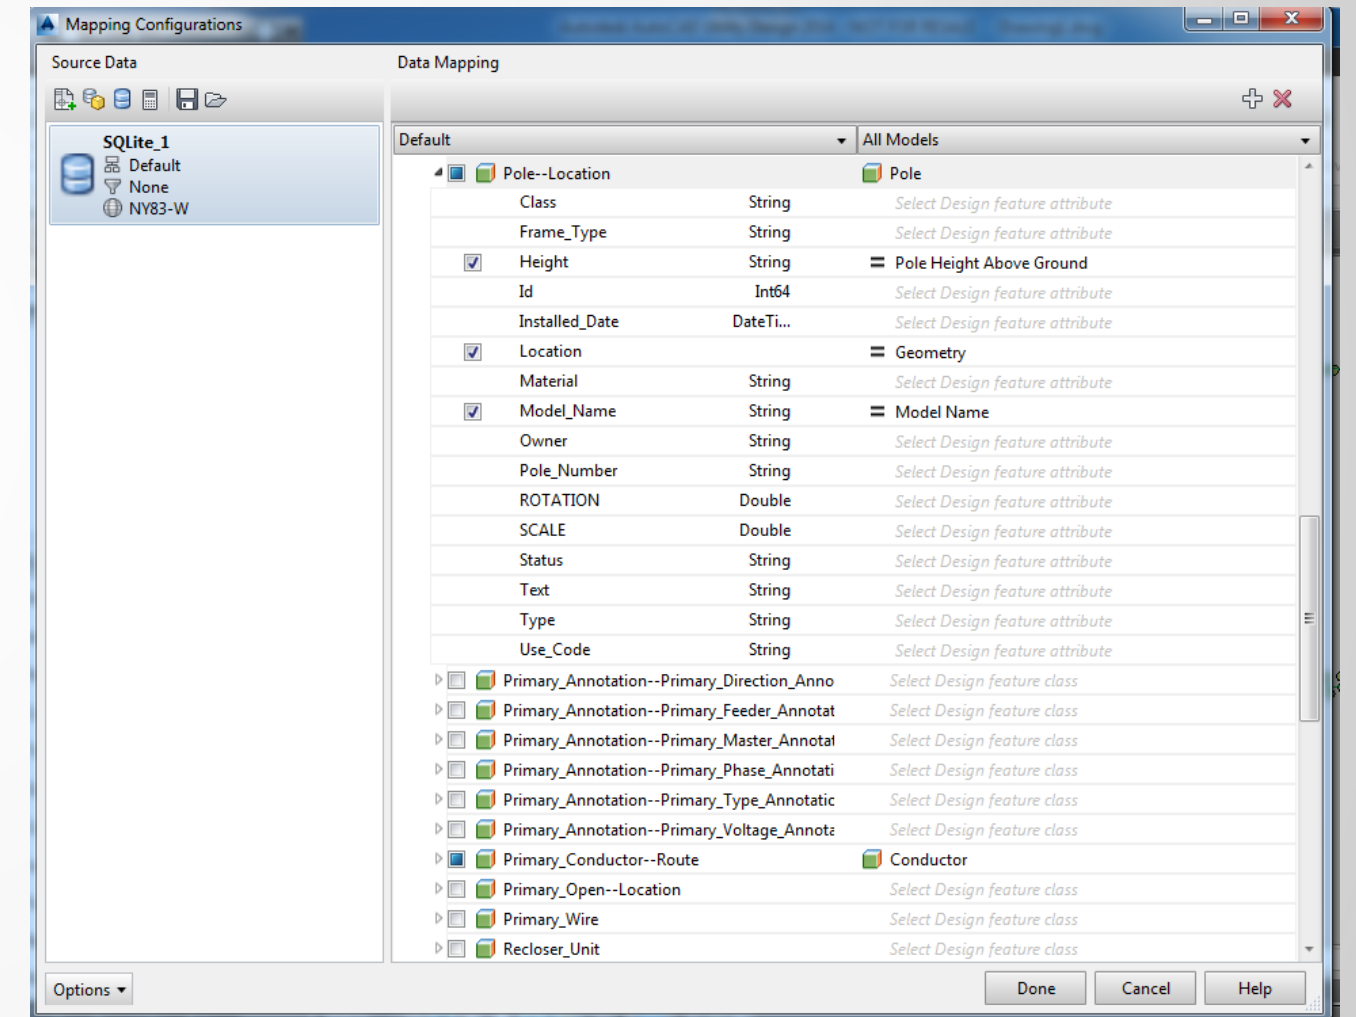 Mapping Configurations
Source Data
Data Mapping
SQLite_1
Default
None
NY83-W
Default
All Models
Pole--Location Pole
Class String Select Design feature attribute
Frame_Type String Select Design feature attribute
Height String = Pole Height Above Ground
Id Int64 Select Design feature attribute
Installed_Date DateTi... Select Design feature attribute
Location = Geometry
Material String Select Design feature attribute
Model_Name String = Model Name
Owner String Select Design feature attribute
Pole_Number String Select Design feature attribute
ROTATION Double Select Design feature attribute
SCALE Double Select Design feature attribute
Status String Select Design feature attribute
Text String Select Design feature attribute
Type String Select Design feature attribute
Use_Code String Select Design feature attribute
Primary_Annotation--Primary_Direction_Anno Select Design feature class
Primary_Annotation--Primary_Feeder_Annotat Select Design feature class
Primary_Annotation--Primary_Master_Annotat Select Design feature class
Primary_Annotation--Primary_Phase_Annotati Select Design feature class
Primary_Annotation--Primary_Type_Annotatic Select Design feature class
Primary_Annotation--Primary_Voltage_Annota Select Design feature class
Primary_Conductor--Route Conductor
Primary_Open--Location Select Design feature class
Primary_Wire Select Design feature class
Recloser_Unit Select Design feature class
Options
Done
Cancel
Help